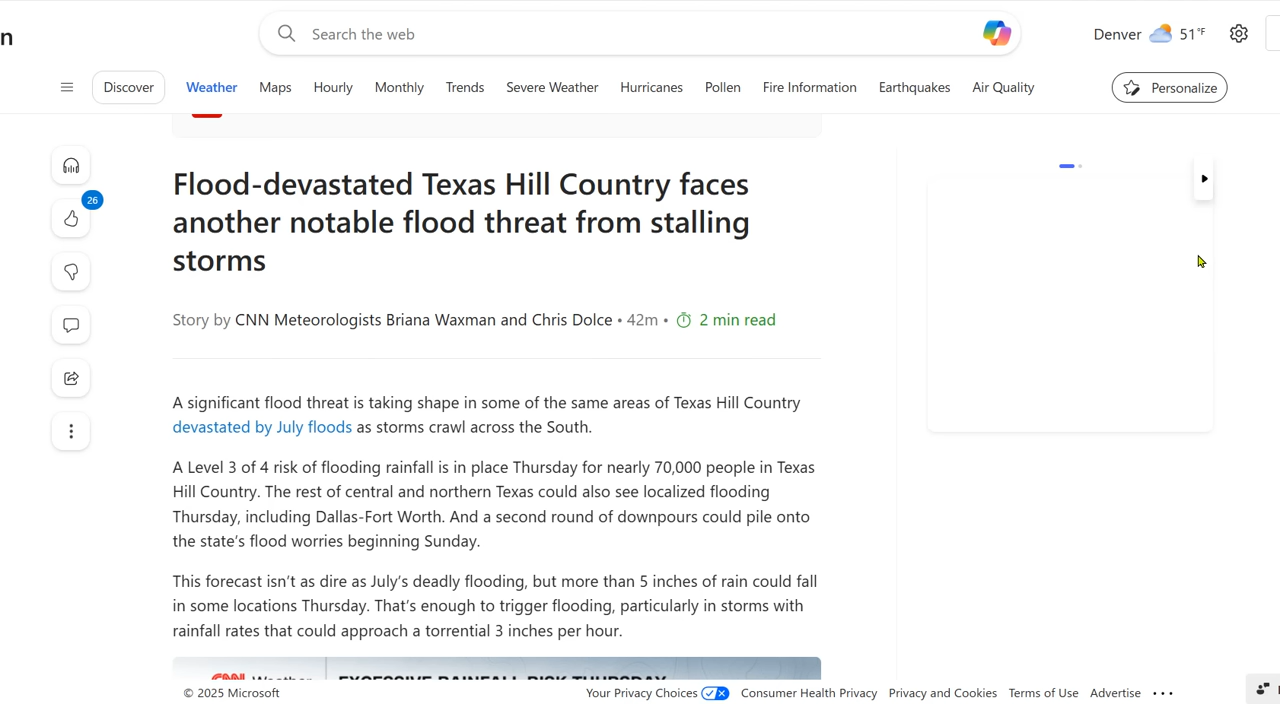 n
Search the web
Denver 51°F
Discover Weather Maps Hourly Monthly Trends Severe Weather Hurricanes Pollen Fire Information Earthquakes Air Quality Personalize
26
Flood-devastated Texas Hill Country faces
another notable flood threat from stalling
storms
Story by CNN Meteorologists Briana Waxman and Chris Dolce • 42m • 2 min read
A significant flood threat is taking shape in some of the same areas of Texas Hill Country
devastated by July floods as storms crawl across the South.
A Level 3 of 4 risk of flooding rainfall is in place Thursday for nearly 70,000 people in Texas
Hill Country. The rest of central and northern Texas could also see localized flooding
Thursday, including Dallas-Fort Worth. And a second round of downpours could pile onto
the state’s flood worries beginning Sunday.
This forecast isn’t as dire as July’s deadly flooding, but more than 5 inches of rain could fall
in some locations Thursday. That’s enough to trigger flooding, particularly in storms with
rainfall rates that could approach a torrential 3 inches per hour.
CNN Weather EXCESSIVE RAINFALL RISK THURSDAY
© 2025 Microsoft Your Privacy Choices Consumer Health Privacy Privacy and Cookies Terms of Use Advertise